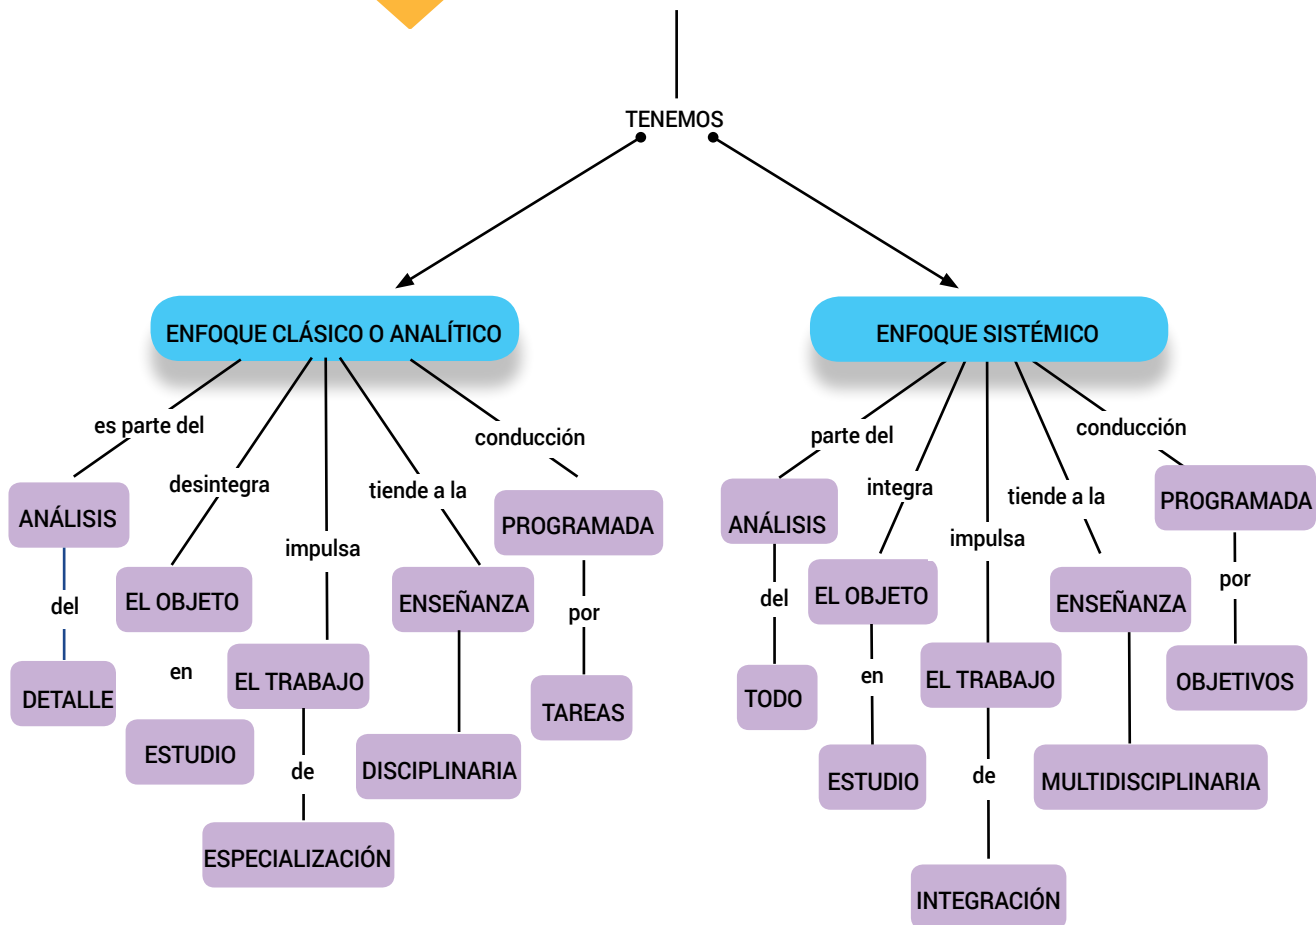 TENEMOS
ENFOQUE CLÁSICO O ANALÍTICO
es parte del
ANÁLISIS
del
DETALLE
desintegra
EL OBJETO
en
ESTUDIO
impulsa
EL TRABAJO
de
ESPECIALIZACIÓN
tiende a la
ENSEÑANZA
DISCIPLINARIA
conducción
PROGRAMADA
por
TAREAS
ENFOQUE SISTÉMICO
parte del
ANÁLISIS
del
TODO
integra
EL OBJETO
en
ESTUDIO
impulsa
EL TRABAJO
de
INTEGRACIÓN
tiende a la
ENSEÑANZA
MULTIDISCIPLINARIA
conducción
PROGRAMADA
por
OBJETIVOS